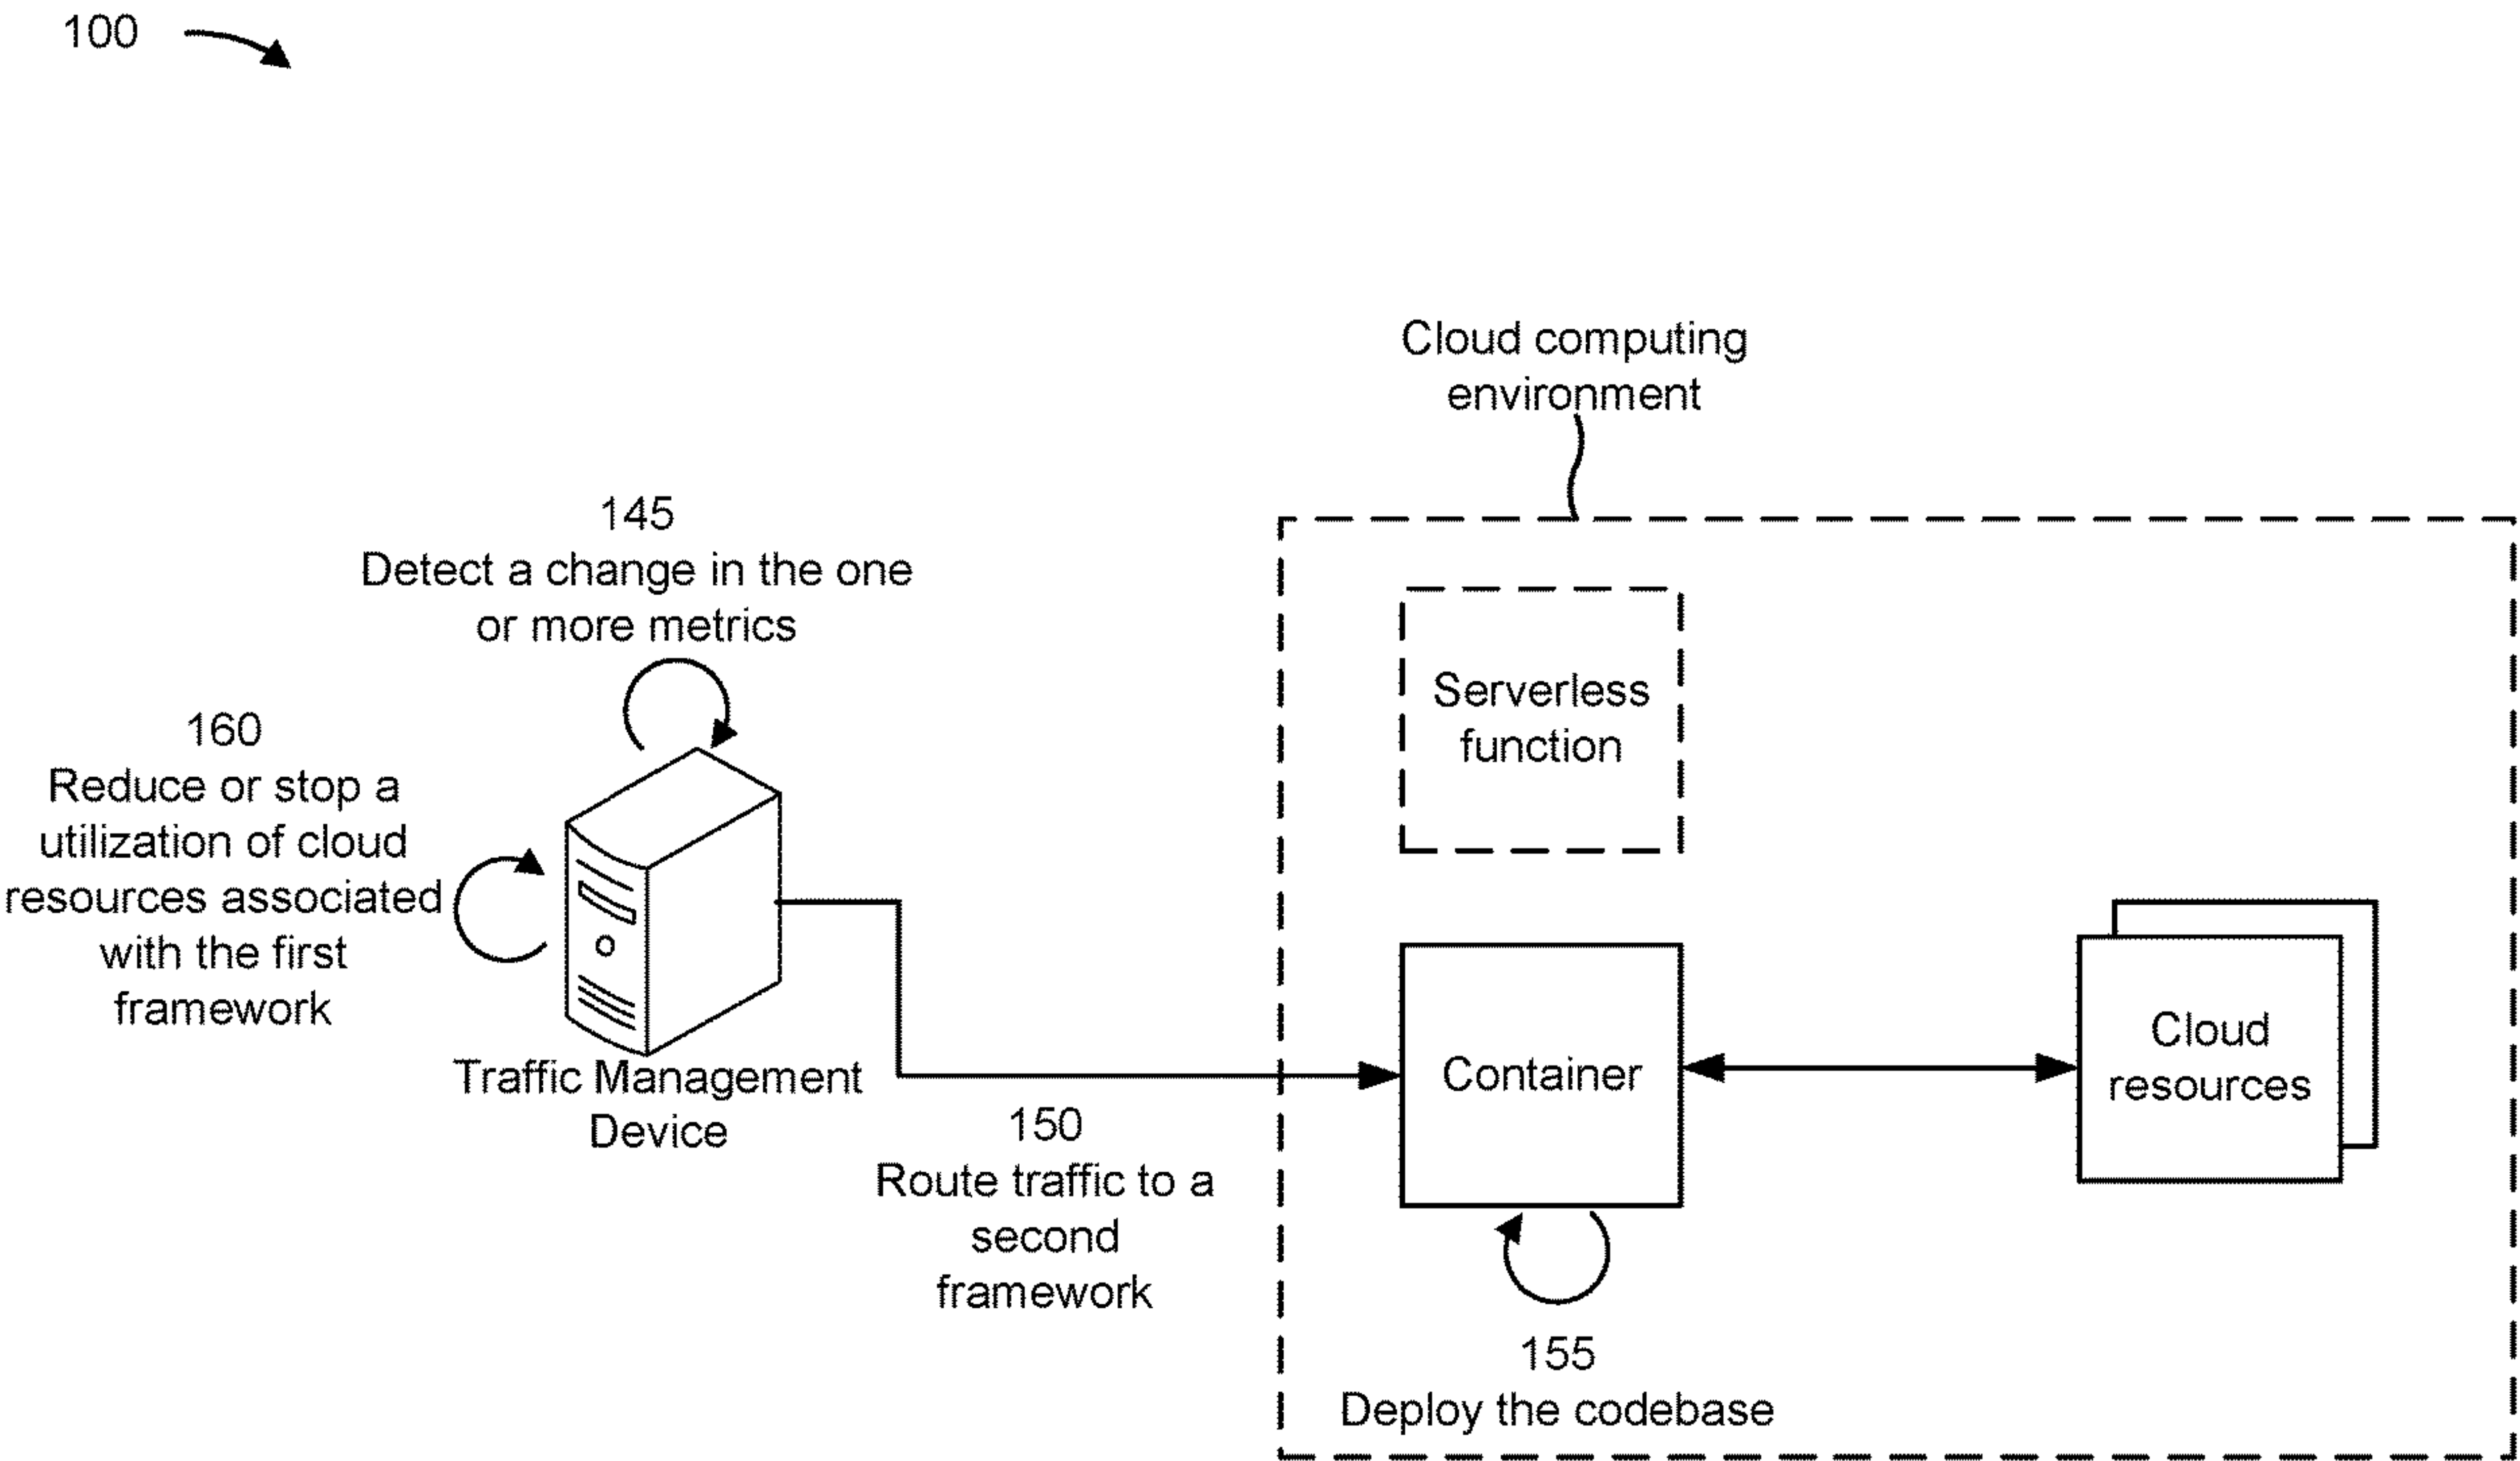 100
Cloud computing
environment
145
Detect a change in the one
or more metrics
160
Reduce or stop a
utilization of cloud
resources associated
with the first
framework
Traffic Management
Device
150
Route traffic to a
second
framework
Serverless
function
Container
Cloud
resources
155
Deploy the codebase